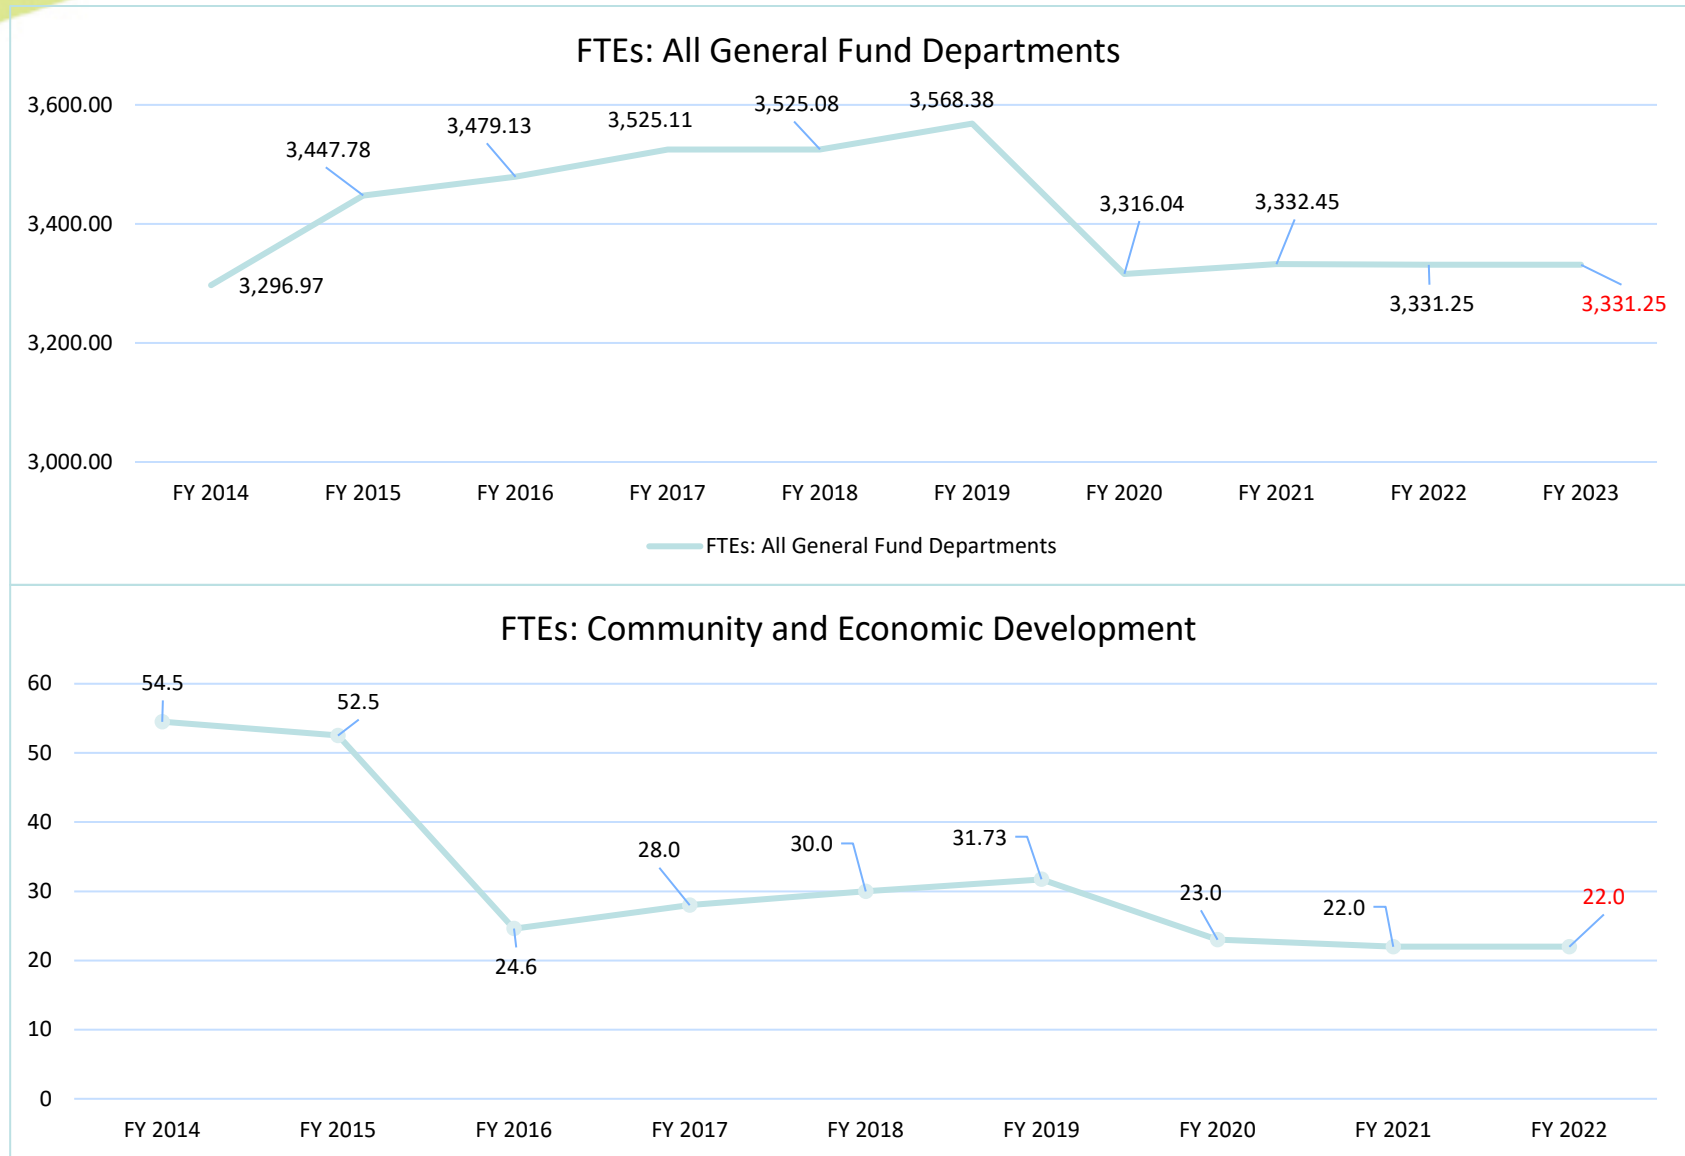 FTEs: All General Fund Departments
3,600.00
3,400.00
3,200.00
3,000.00
3,296.97
3,447.78
3,479.13
3,525.11
3,525.08
3,568.38
3,316.04
3,332.45
3,331.25
3,331.25
FY 2014
FY 2015
FY 2016
FY 2017
FY 2018
FY 2019
FY 2020
FY 2021
FY 2022
FY 2023
FTEs: All General Fund Departments
FTEs: Community and Economic Development
60
50
40
30
20
10
0
54.5
52.5
24.6
28.0
30.0
31.73
23.0
22.0
22.0
FY 2014
FY 2015
FY 2016
FY 2017
FY 2018
FY 2019
FY 2020
FY 2021
FY 2022